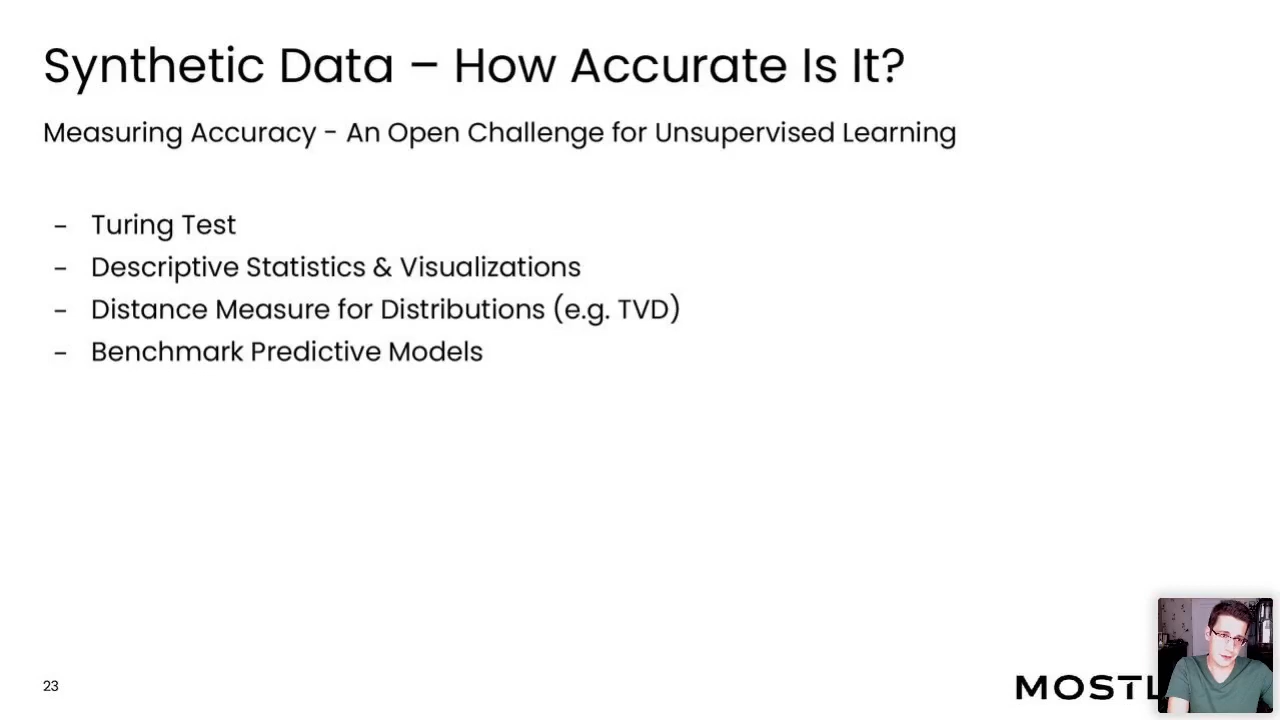 Synthetic Data – How Accurate Is It?
Measuring Accuracy - An Open Challenge for Unsupervised Learning
- Turing Test
- Descriptive Statistics & Visualizations
- Distance Measure for Distributions (e.g. TVD)
- Benchmark Predictive Models
23
MOSTL